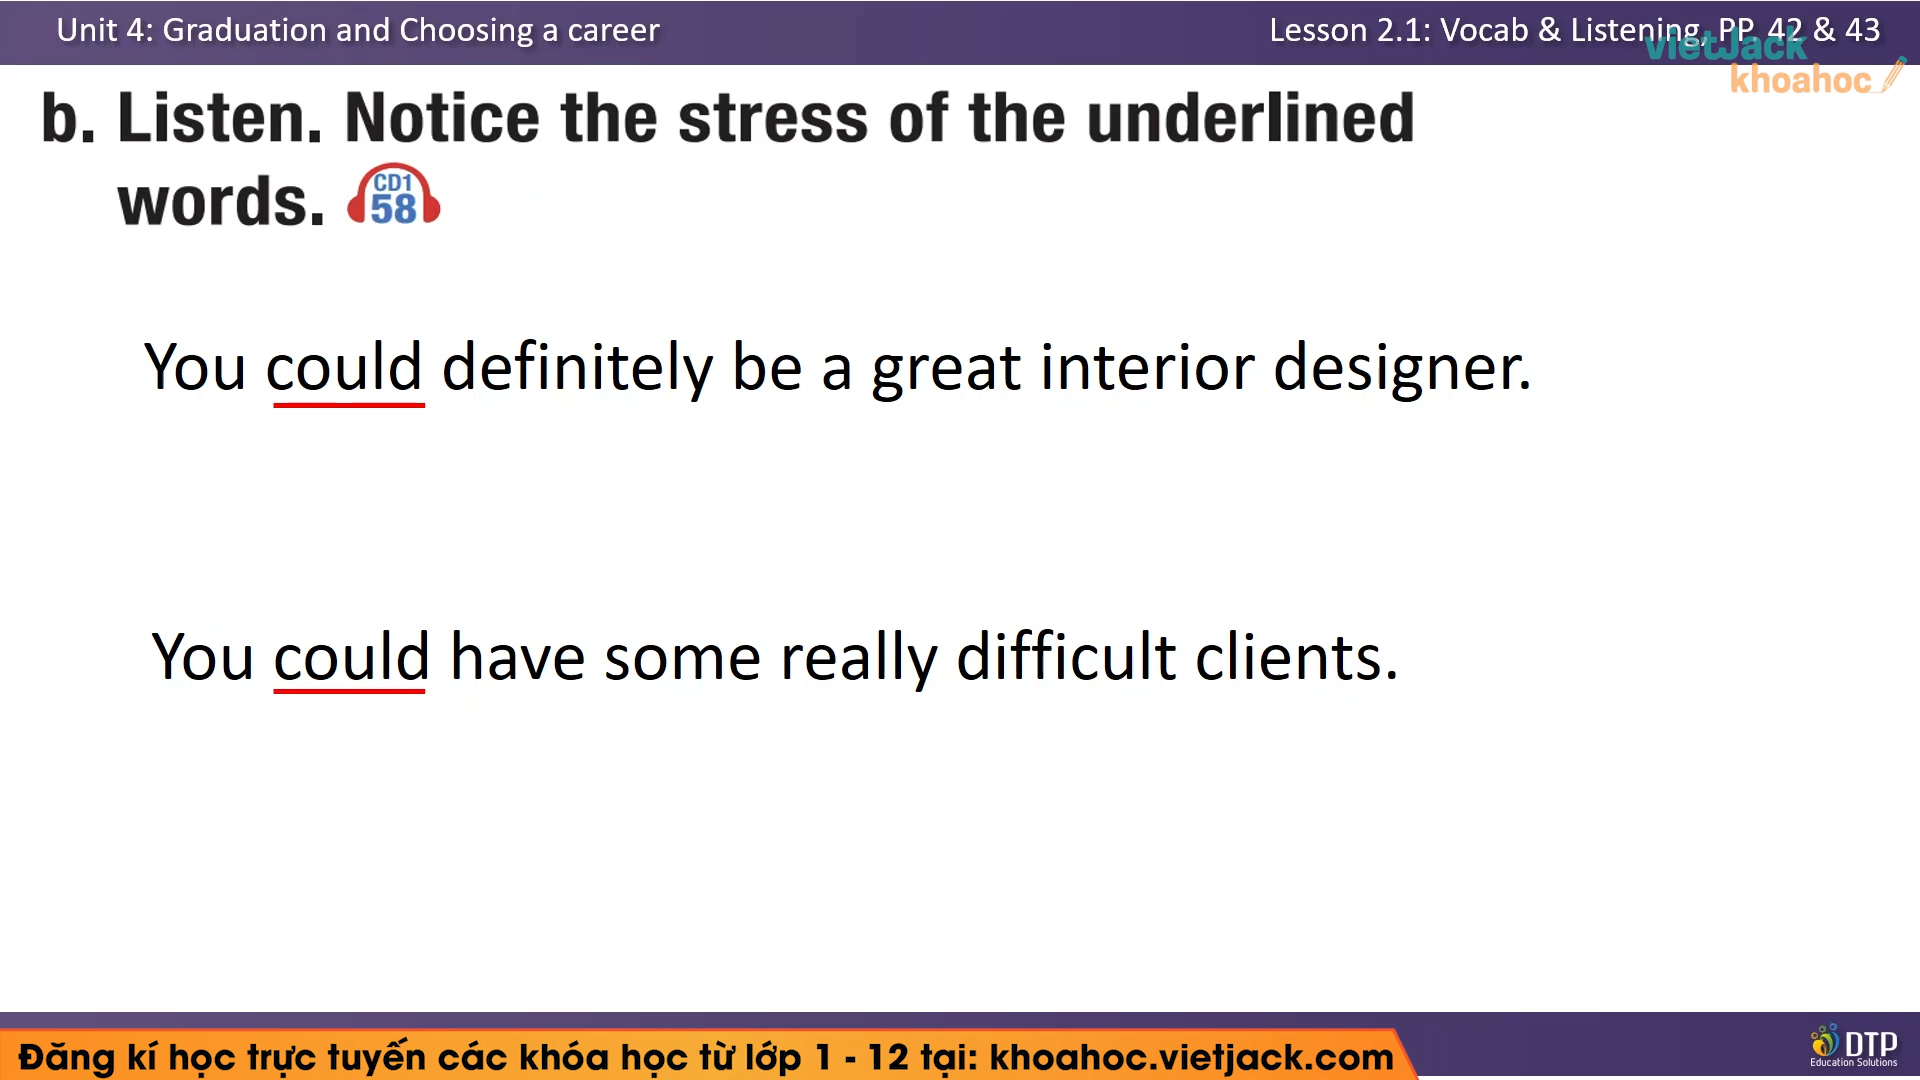 Unit 4: Graduation and Choosing a career
Lesson 2.1: Vocab & Listening, PP. 42 & 43
vietJack
khoahoc
b. Listen. Notice the stress of the underlined
words.
CD1
58
You could definitely be a great interior designer.
You could have some really difficult clients.
Đăng kí học trực tuyến các khóa học từ lớp 1 - 12 tại: khoahoc.vietjack.com
DTP
Education Solutions